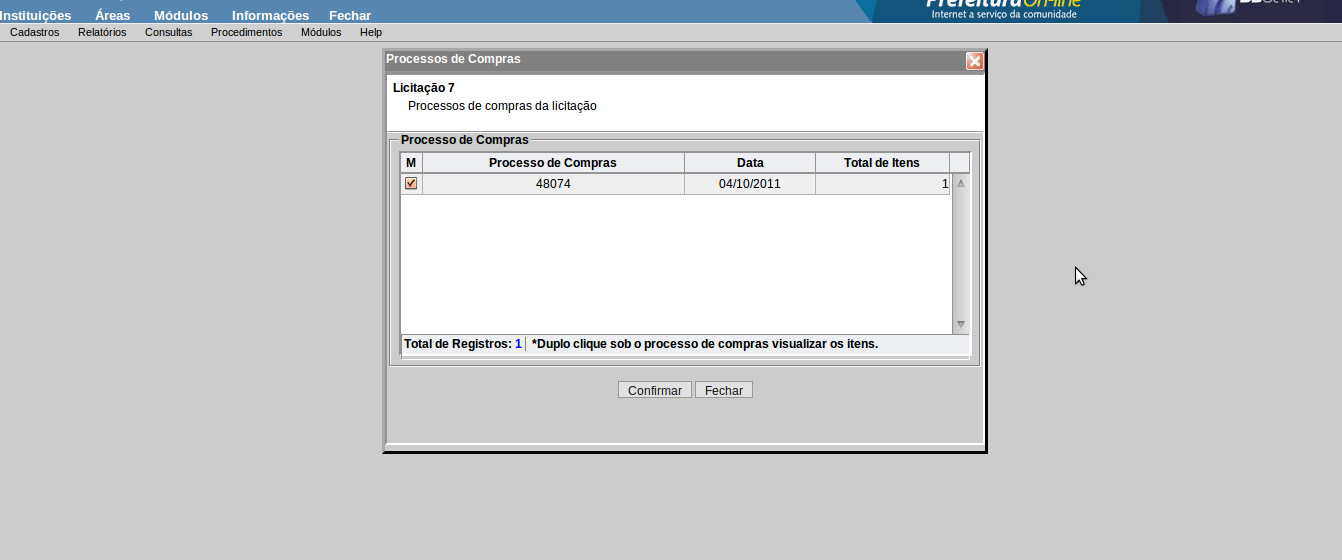 Instituições Áreas Módulos Informações Fechar
PrefeituraOnline
Internet a serviço da comunidade
Cadastros Relatórios Consultas Procedimentos Módulos Help
Processos de Compras
Licitação 7
Processos de compras da licitação
Processo de Compras
M Processo de Compras Data Total de Itens
48074 04/10/2011 1
Total de Registros: 1 *Duplo clique sob o processo de compras visualizar os itens.
Confirmar Fechar